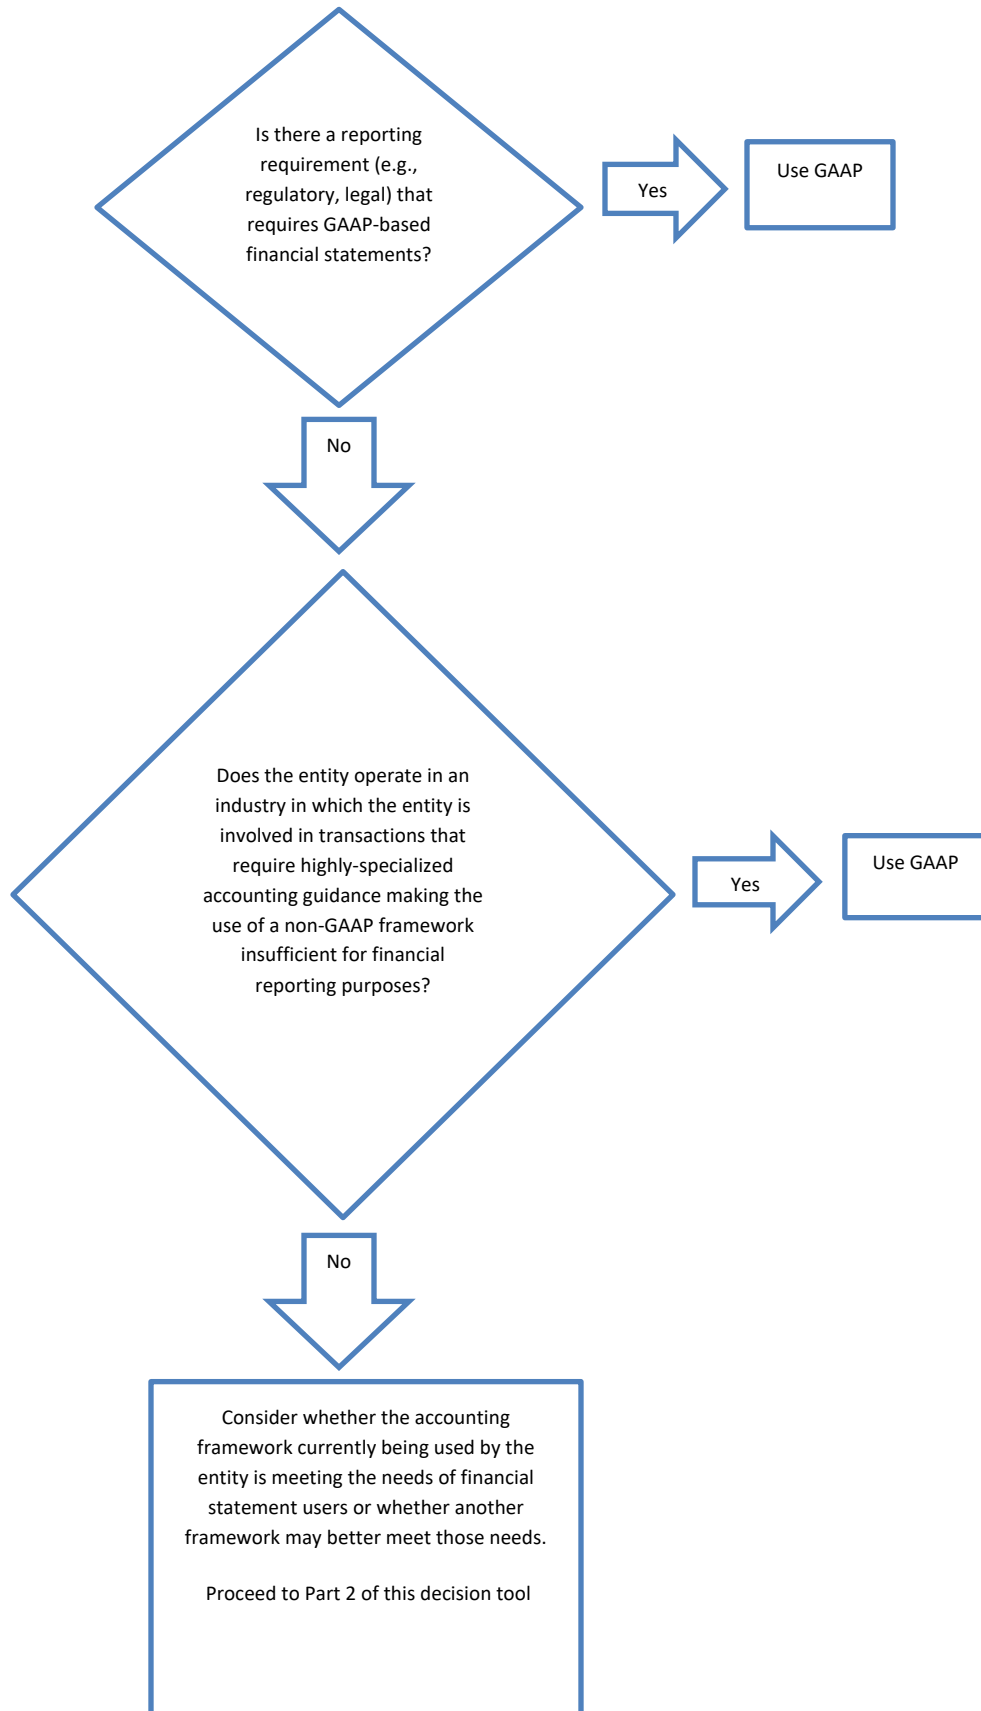 Is there a reporting
requirement (e.g.,
regulatory, legal) that
requires GAAP-based
financial statements?
Yes
Use GAAP
No
Does the entity operate in an
industry in which the entity is
involved in transactions that
require highly-specialized
accounting guidance making the
use of a non-GAAP framework
insufficient for financial
reporting purposes?
Yes
Use GAAP
No
Consider whether the accounting
framework currently being used by the
entity is meeting the needs of financial
statement users or whether another
framework may better meet those needs.
Proceed to Part 2 of this decision tool